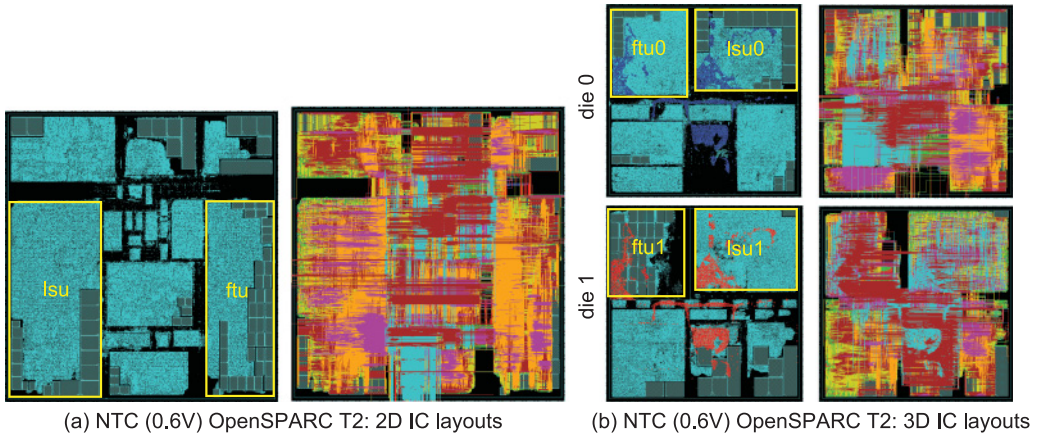 lsu
ftu
(a) NTC (0.6V) OpenSPARC T2: 2D IC layouts
die 0
ftu0
lsu0
die 1
ftu1
lsu1
(b) NTC (0.6V) OpenSPARC T2: 3D IC layouts